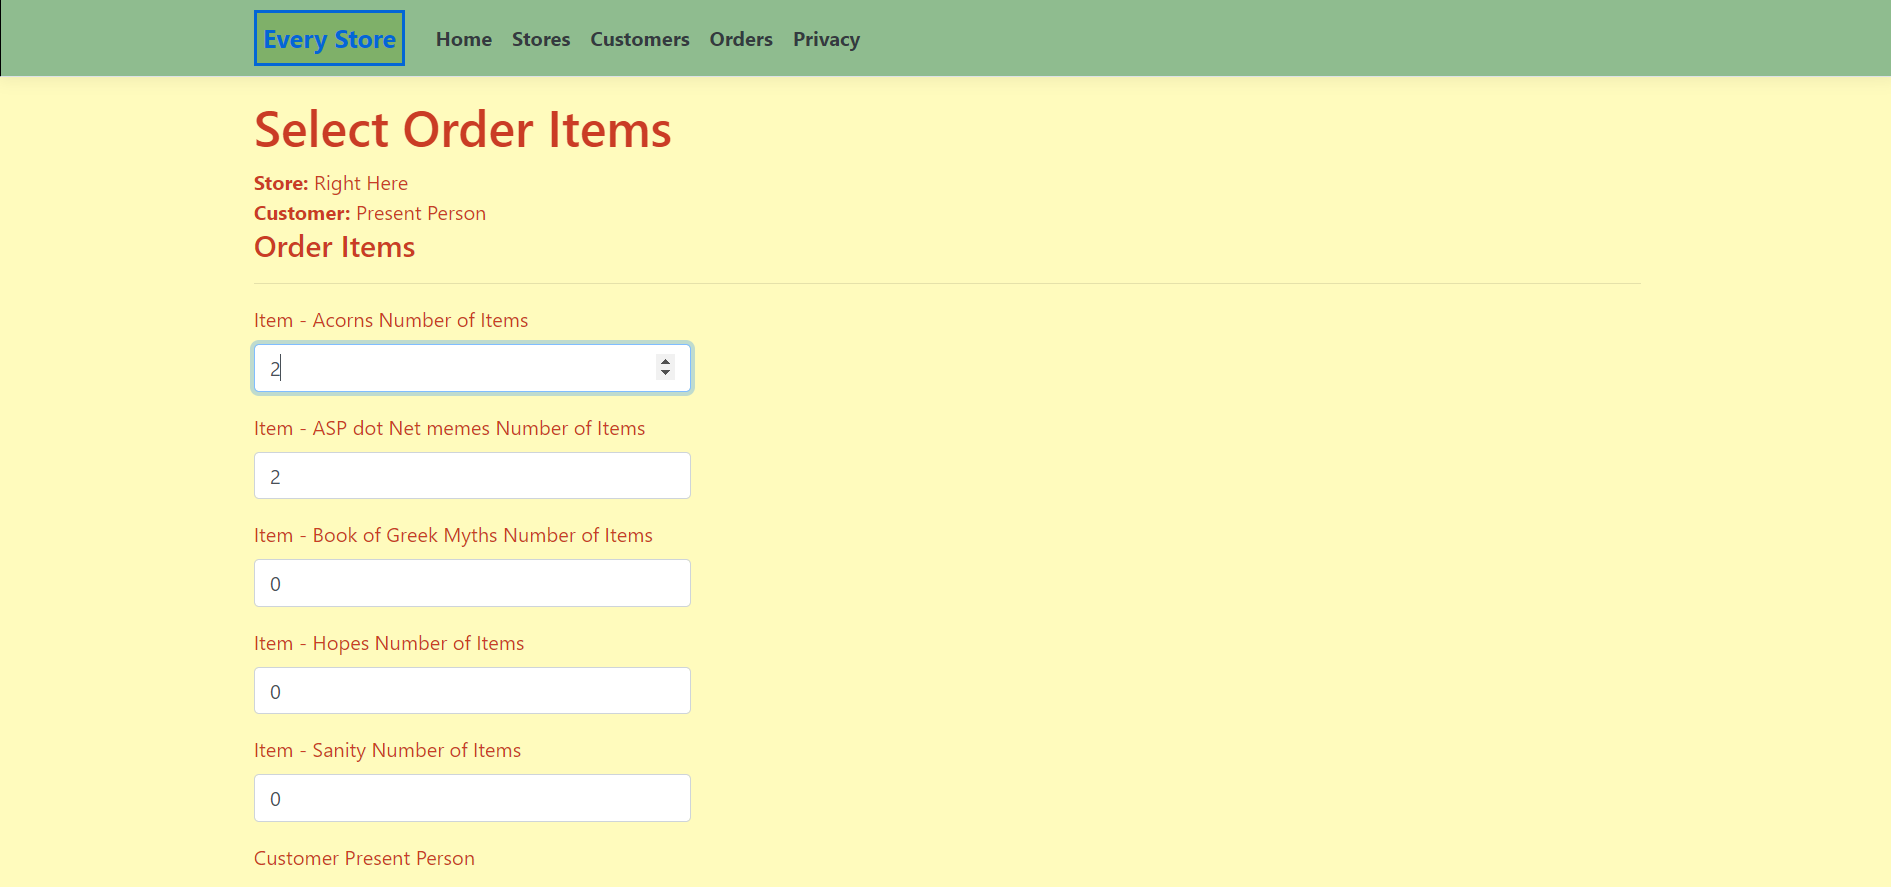 Every Store Home Stores Customers Orders Privacy
Select Order Items
Store: Right Here
Customer: Present Person
Order Items
Item - Acorns Number of Items
2
Item - ASP dot Net memes Number of Items
2
Item - Book of Greek Myths Number of Items
0
Item - Hopes Number of Items
0
Item - Sanity Number of Items
0
Customer Present Person